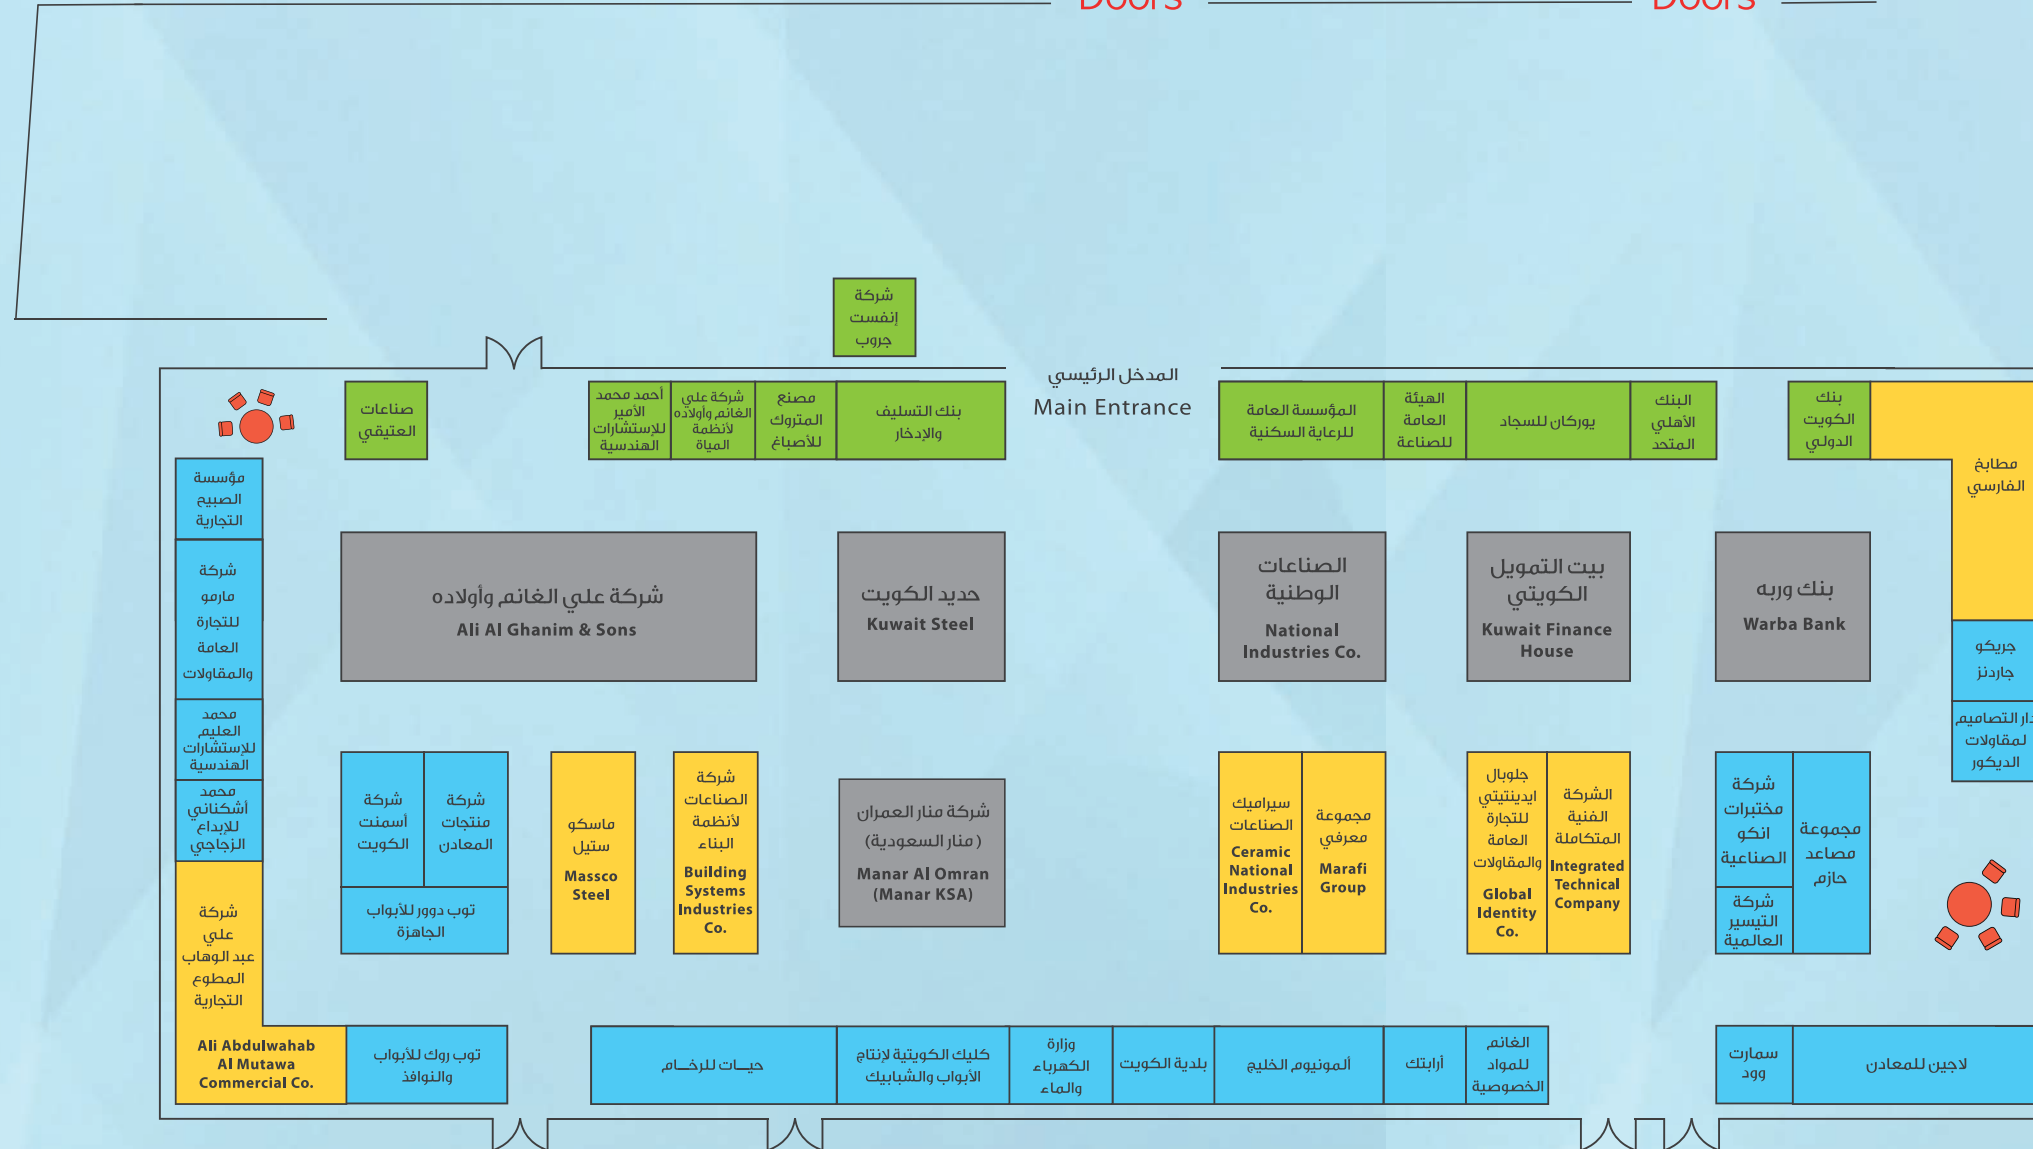 Doors
Doors
شركة
إنفست
جروب
المدخل الرئيسي
Main Entrance
صناعات
العتيقي
أحمد محمد
الأمير
للإستشارات
الهندسية
شركة علي
الغانم وأولاده
لأنظمة
المياة
مصنع
المتروك
للأصباغ
بنك التسليف
والإدخار
المؤسسة العامة
للرعاية السكنية
الهيئة
العامة
للصناعة
يوركان للسجاد
البنك
الأهلي
المتحد
بنك
الكويت
الدولي
مطابخ
الفارسي
مؤسسة
الصبيح
التجارية
شركة
مارمو
للتجارة
العامة
والمقاولات
محمد
العليم
للإستشارات
الهندسية
محمد
أشكناني
للإبداع
الزجاجي
شركة
علي
عبد الوهاب
المطوع
التجارية
Ali Abdulwahab
Al Mutawa
Commercial Co.
شركة علي الغانم وأولاده
Ali Al Ghanim & Sons
حديد الكويت
Kuwait Steel
الصناعات
الوطنية
National
Industries Co.
بيت التمويل
الكويتي
Kuwait Finance
House
بنك وربه
Warba Bank
جريكو
جاردنز
دار التصاميم
لمقاولات
الديكور
شركة
أسمنت
الكويت
شركة
منتجات
المعادن
توب دوور للأبواب
الجاهزة
ماسكو
ستيل
Massco
Steel
شركة
الصناعات
لأنظمة
البناء
Building
Systems
Industries
Co.
شركة منار العمران
(منار السعودية)
Manar Al Omran
(Manar KSA)
سيراميك
الصناعات
Ceramic
National
Industries
Co.
مجموعة
معرفي
Marafi
Group
جلوبال
ايدينتيتي
للتجارة
العامة
والمقاولات
Global
Identity
Co.
الشركة
الفنية
المتكاملة
Integrated
Technical
Company
شركة
مختبرات
انكو
الصناعية
شركة
التيسير
العالمية
مجموعة
مصاعد
حازم
توب روك للأبواب
والنوافذ
حيــات للرخــام
كليك الكويتية لإنتاج
الأبواب والشبابيك
وزارة
الكهرباء
والماء
بلدية الكويت
ألمونيوم الخليج
أرابتك
الغانم
للمواد
الخصوصية
سمارت
وود
لاجين للمعادن